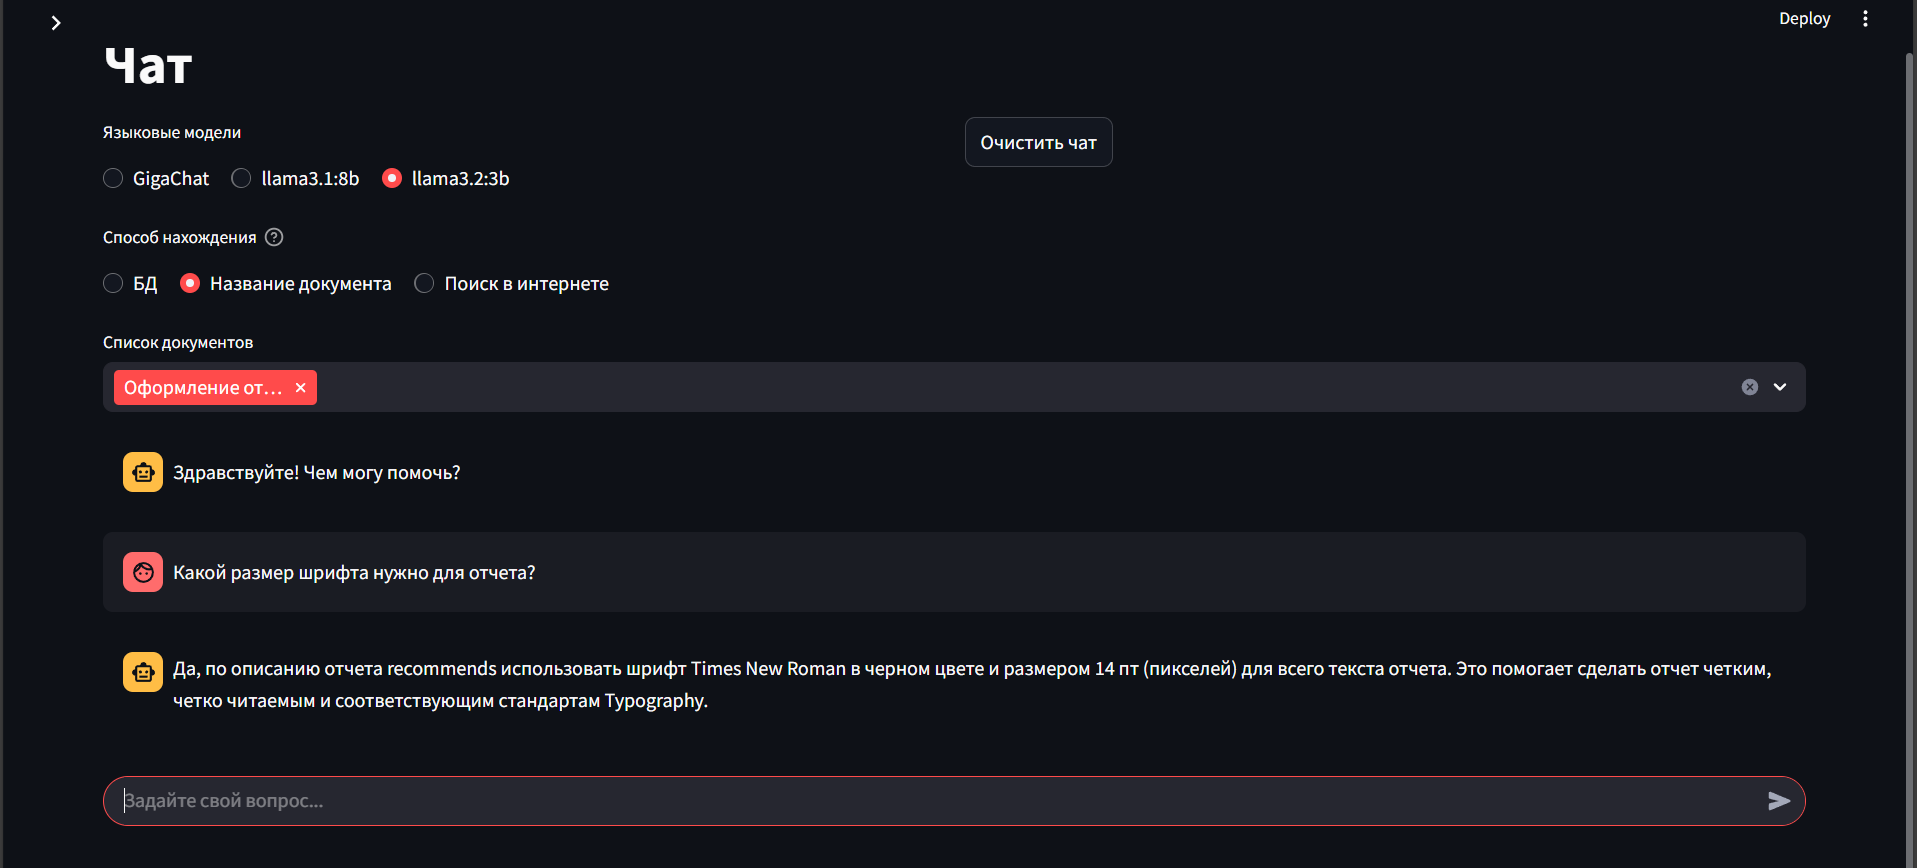 Deploy
Чат
Языковые модели
Очистить чат
GigaChat llama3.1:8b llama3.2:3b
Способ нахождения
БД Название документа Поиск в интернете
Список документов
Оформление от...
Здравствуйте! Чем могу помочь?
Какой размер шрифта нужно для отчета?
Да, по описанию отчета recommends использовать шрифт Times New Roman в черном цвете и размером 14 пт (пикселей) для всего текста отчета. Это помогает сделать отчет четким,
четко читаемым и соответствующим стандартам Typography.
Задайте свой вопрос...